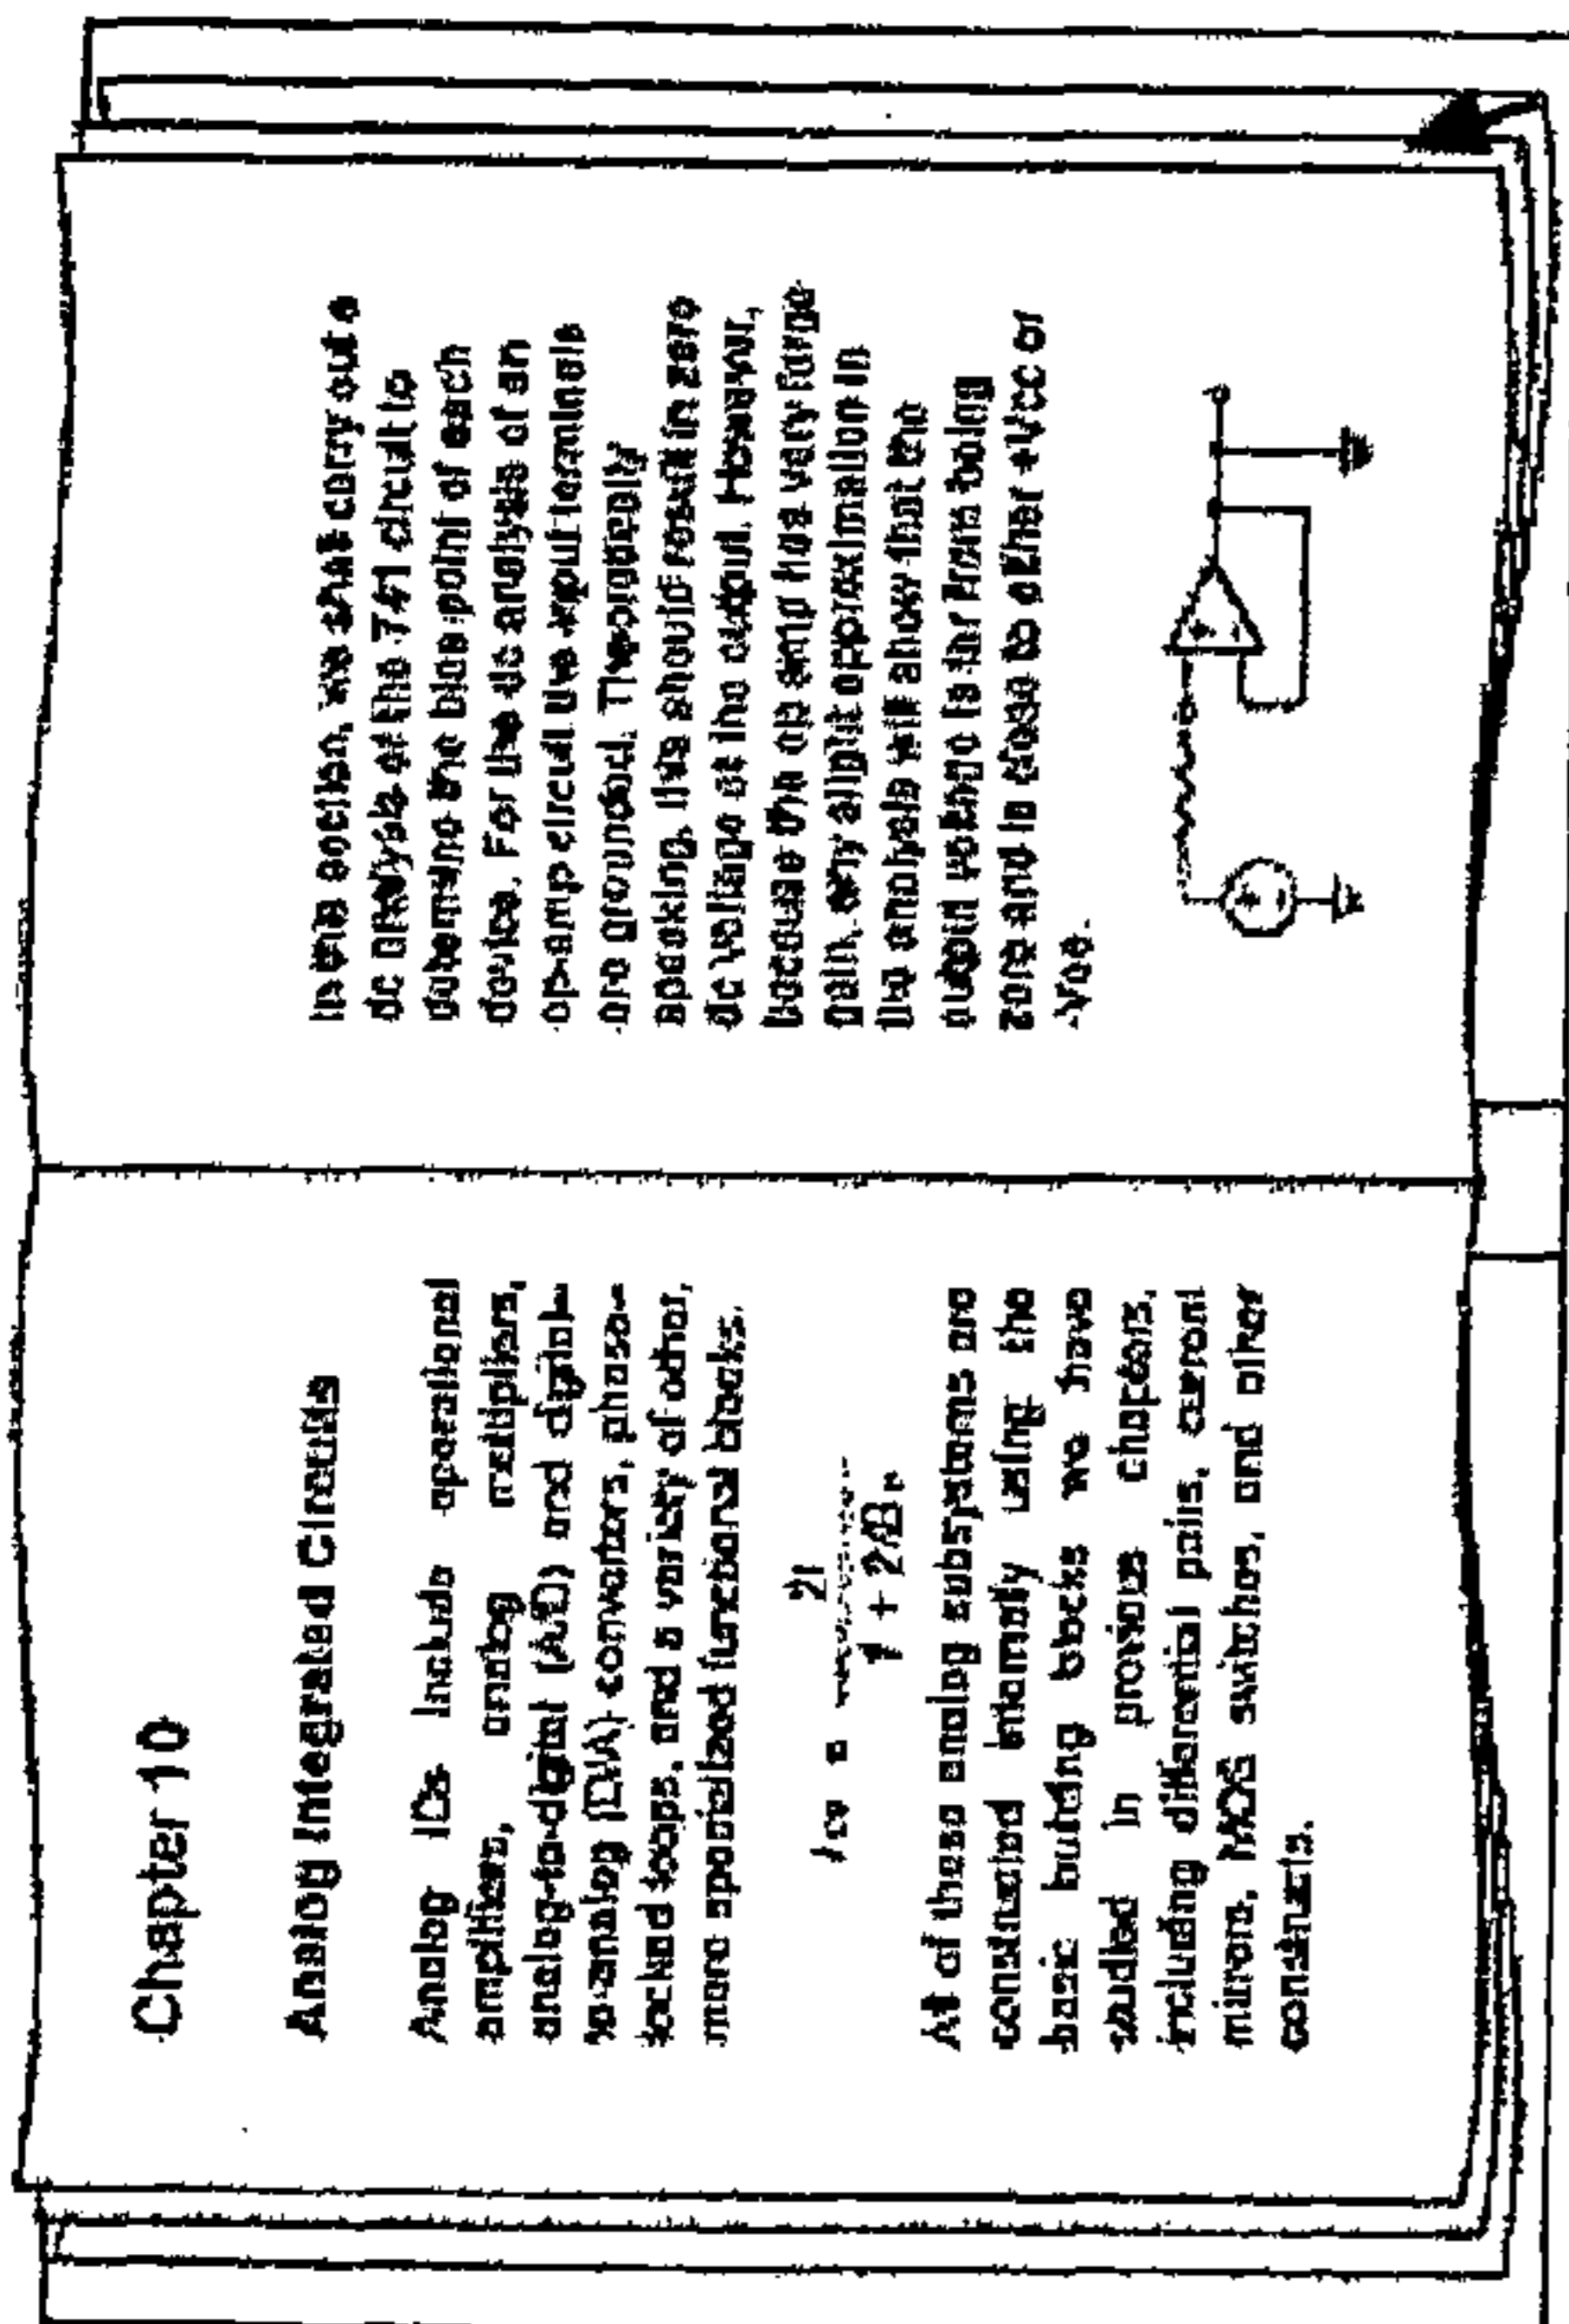 Chapter 10
Analog Integrated Circuits
Analog ICs include operational
amplifiers, analog multipliers,
analog-to-digital (A/D) and digital-
to-analog (D/A) converters, phase-
locked loops, and a variety of other,
more specialized functional blocks.
2I
1 + 2/β
All of these analog subsystems are
constructed internally using the
basic building blocks we have
studied in previous chapters,
including differential pairs, current
mirrors, MOS switches, and other
constructs.
In this section, we shall carry out a
dc analysis of the 741 circuit to
determine the bias point of each
device. For the dc analysis of an
op-amp circuit the input terminals
are grounded. Theoretically
speaking, this should result in zero
dc voltage at the output. However,
because the op amp has very large
gain, any slight approximation in
the analysis will show that the
output voltage is far from being
zero and is close to either +Vcc or
-Vee.